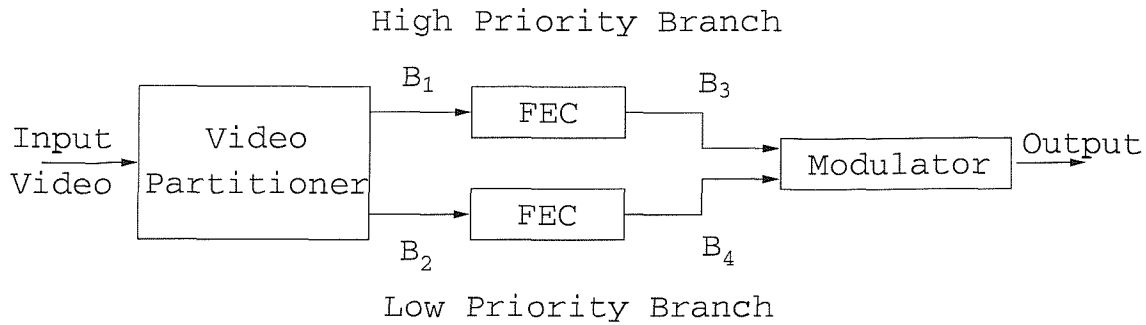 High Priority Branch
B1
FEC
B3
Input
Video
Video
Partitioner
Modulator
Output
FEC
B2
B4
Low Priority Branch